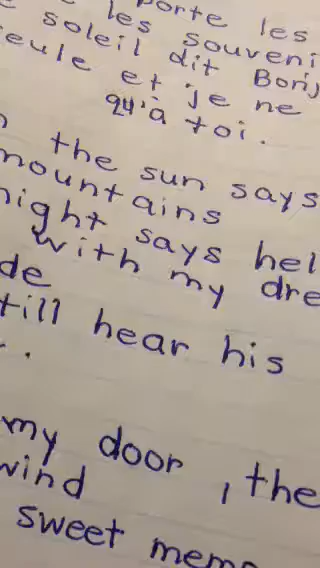 porte les
les souveni
soleil dit Bonj
eule et je ne
qu'à toi.
the sun says
mountains
night says hel
with my dre
de
till hear his
my door, the
wind
sweet memo